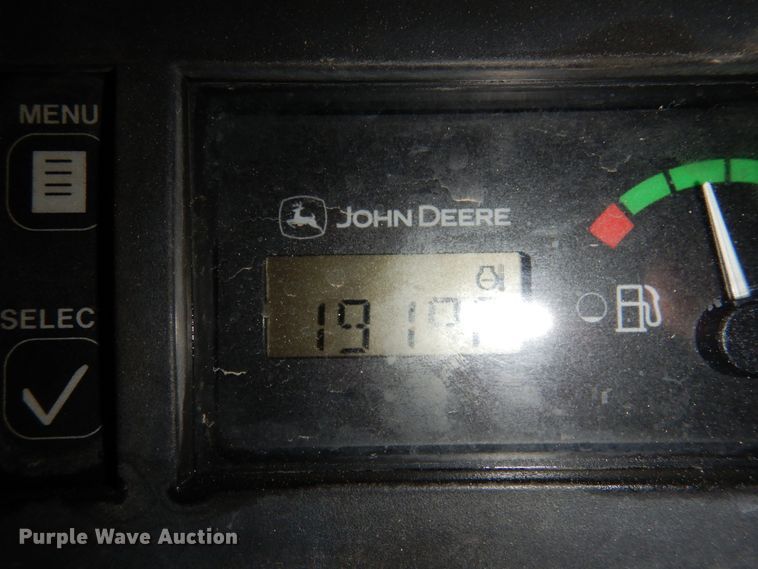 MENU
JOHN DEERE
SELEC
Purple Wave Auction